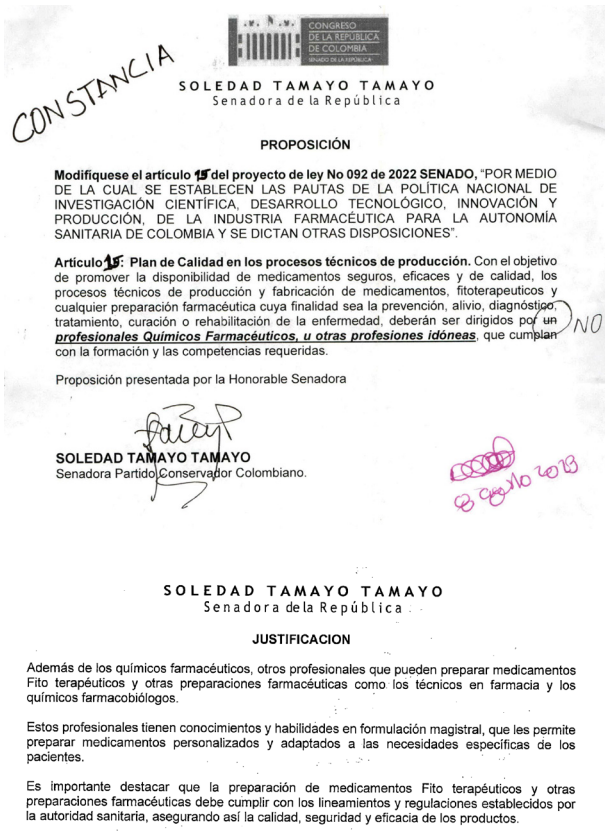 CONGRESO
DE LA REPÚBLICA
DE COLOMBIA
SENADO DE LA REPÚBLICA
CONSTANCIA
SOLEDAD TAMAYO TAMAYO
Senadora de la República
PROPOSICIÓN
Modifíquese el artículo 15 del proyecto de ley No 092 de 2022 SENADO, "POR MEDIO
DE LA CUAL SE ESTABLECEN LAS PAUTAS DE LA POLÍTICA NACIONAL DE
INVESTIGACIÓN CIENTÍFICA, DESARROLLO TECNOLÓGICO, INNOVACIÓN Y
PRODUCCIÓN, DE LA INDUSTRIA FARMACÉUTICA PARA LA AUTONOMÍA
SANITARIA DE COLOMBIA Y SE DICTAN OTRAS DISPOSICIONES".
Artículo 15: Plan de Calidad en los procesos técnicos de producción. Con el objetivo
de promover la disponibilidad de medicamentos seguros, eficaces y de calidad, los
procesos técnicos de producción y fabricación de medicamentos, fitoterapeuticos y
cualquier preparación farmacéutica cuya finalidad sea la prevención, alivio, diagnóstico,
tratamiento, curación o rehabilitación de la enfermedad, deberán ser dirigidos por un NO
profesionales Químicos Farmacéuticos, u otras profesiones idóneas, que cumplan
con la formación y las competencias requeridas.
Proposición presentada por la Honorable Senadora
SOLEDAD TAMAYO TAMAYO
Senadora Partido Conservador Colombiano.
8 agosto 2023
SOLEDAD TAMAYO TAMAYO
Senadora dela República
JUSTIFICACION
Además de los químicos farmacéuticos, otros profesionales que pueden preparar medicamentos
Fito terapéuticos y otras preparaciones farmacéuticas como los técnicos en farmacia y los
químicos farmacobiólogos.
Estos profesionales tienen conocimientos y habilidades en formulación magistral, que les permite
preparar medicamentos personalizados y adaptados a las necesidades específicas de los
pacientes.
Es importante destacar que la preparación de medicamentos Fito terapéuticos y otras
preparaciones farmacéuticas debe cumplir con los lineamientos y regulaciones establecidos por
la autoridad sanitaria, asegurando así la calidad, seguridad y eficacia de los productos.